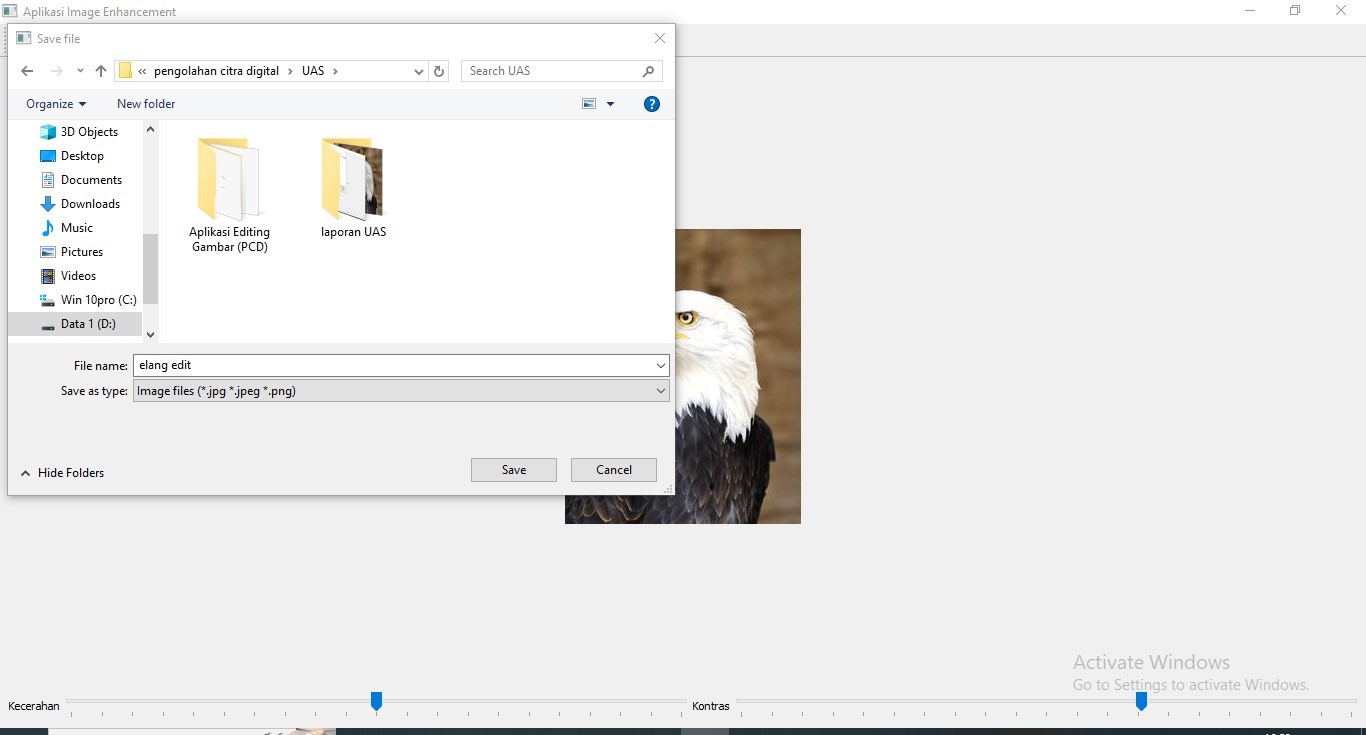 Aplikasi Image Enhancement
Save file
« pengolahan citra digital › UAS ›
Search UAS
Organize
New folder
3D Objects
Desktop
Documents
Downloads
Music
Pictures
Videos
Win 10pro (C:)
Data 1 (D:)
Aplikasi Editing
Gambar (PCD)
laporan UAS
File name: elang edit
Save as type: Image files (*.jpg *.jpeg *.png)
Hide Folders
Save
Cancel
Activate Windows
Go to Settings to activate Windows.
Kecerahan
Kontras